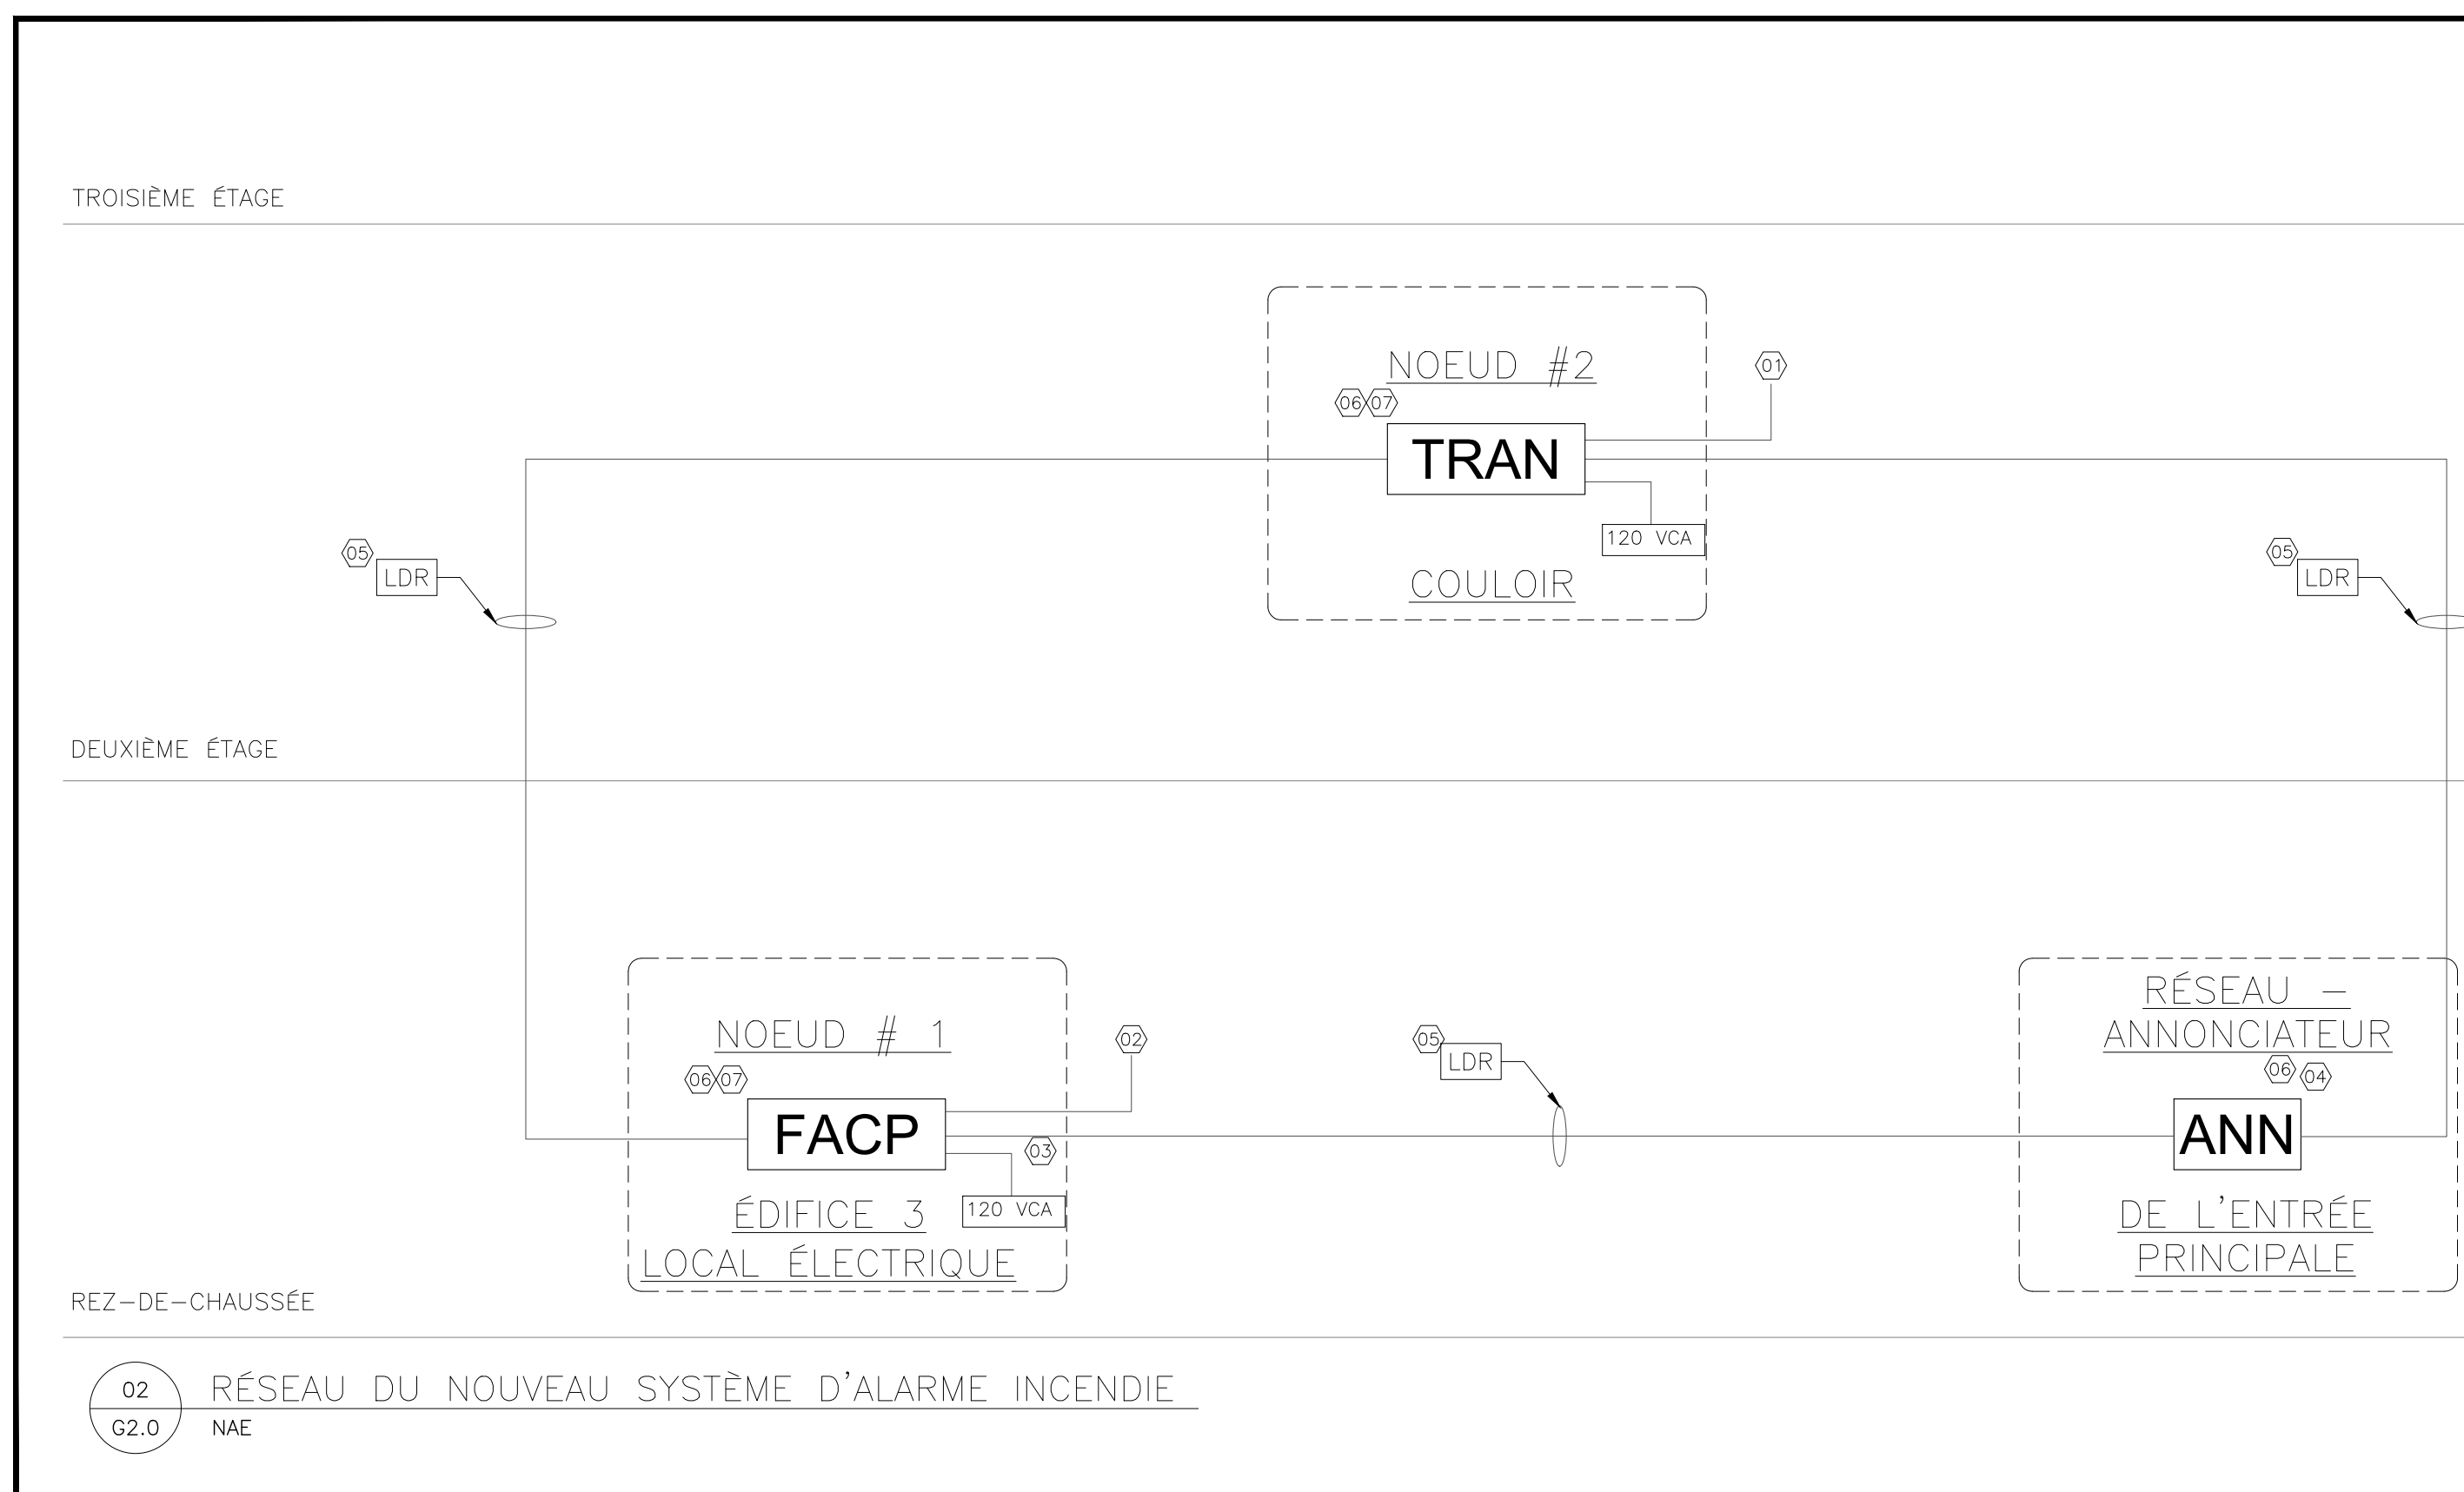 TROISIÈME ÉTAGE
NOEUD #2
01
06 07
TRAN
120 VCA
COULOIR
05
LDR
05
LDR
DEUXIÈME ÉTAGE
NOEUD # 1
02
06 07
FACP
03
120 VCA
ÉDIFICE 3
LOCAL ÉLECTRIQUE
05
LDR
RÉSEAU -
ANNONCIATEUR
06 04
ANN
DE L'ENTRÉE
PRINCIPALE
REZ-DE-CHAUSSÉE
02
G2.0
RÉSEAU DU NOUVEAU SYSTÈME D'ALARME INCENDIE
NAE